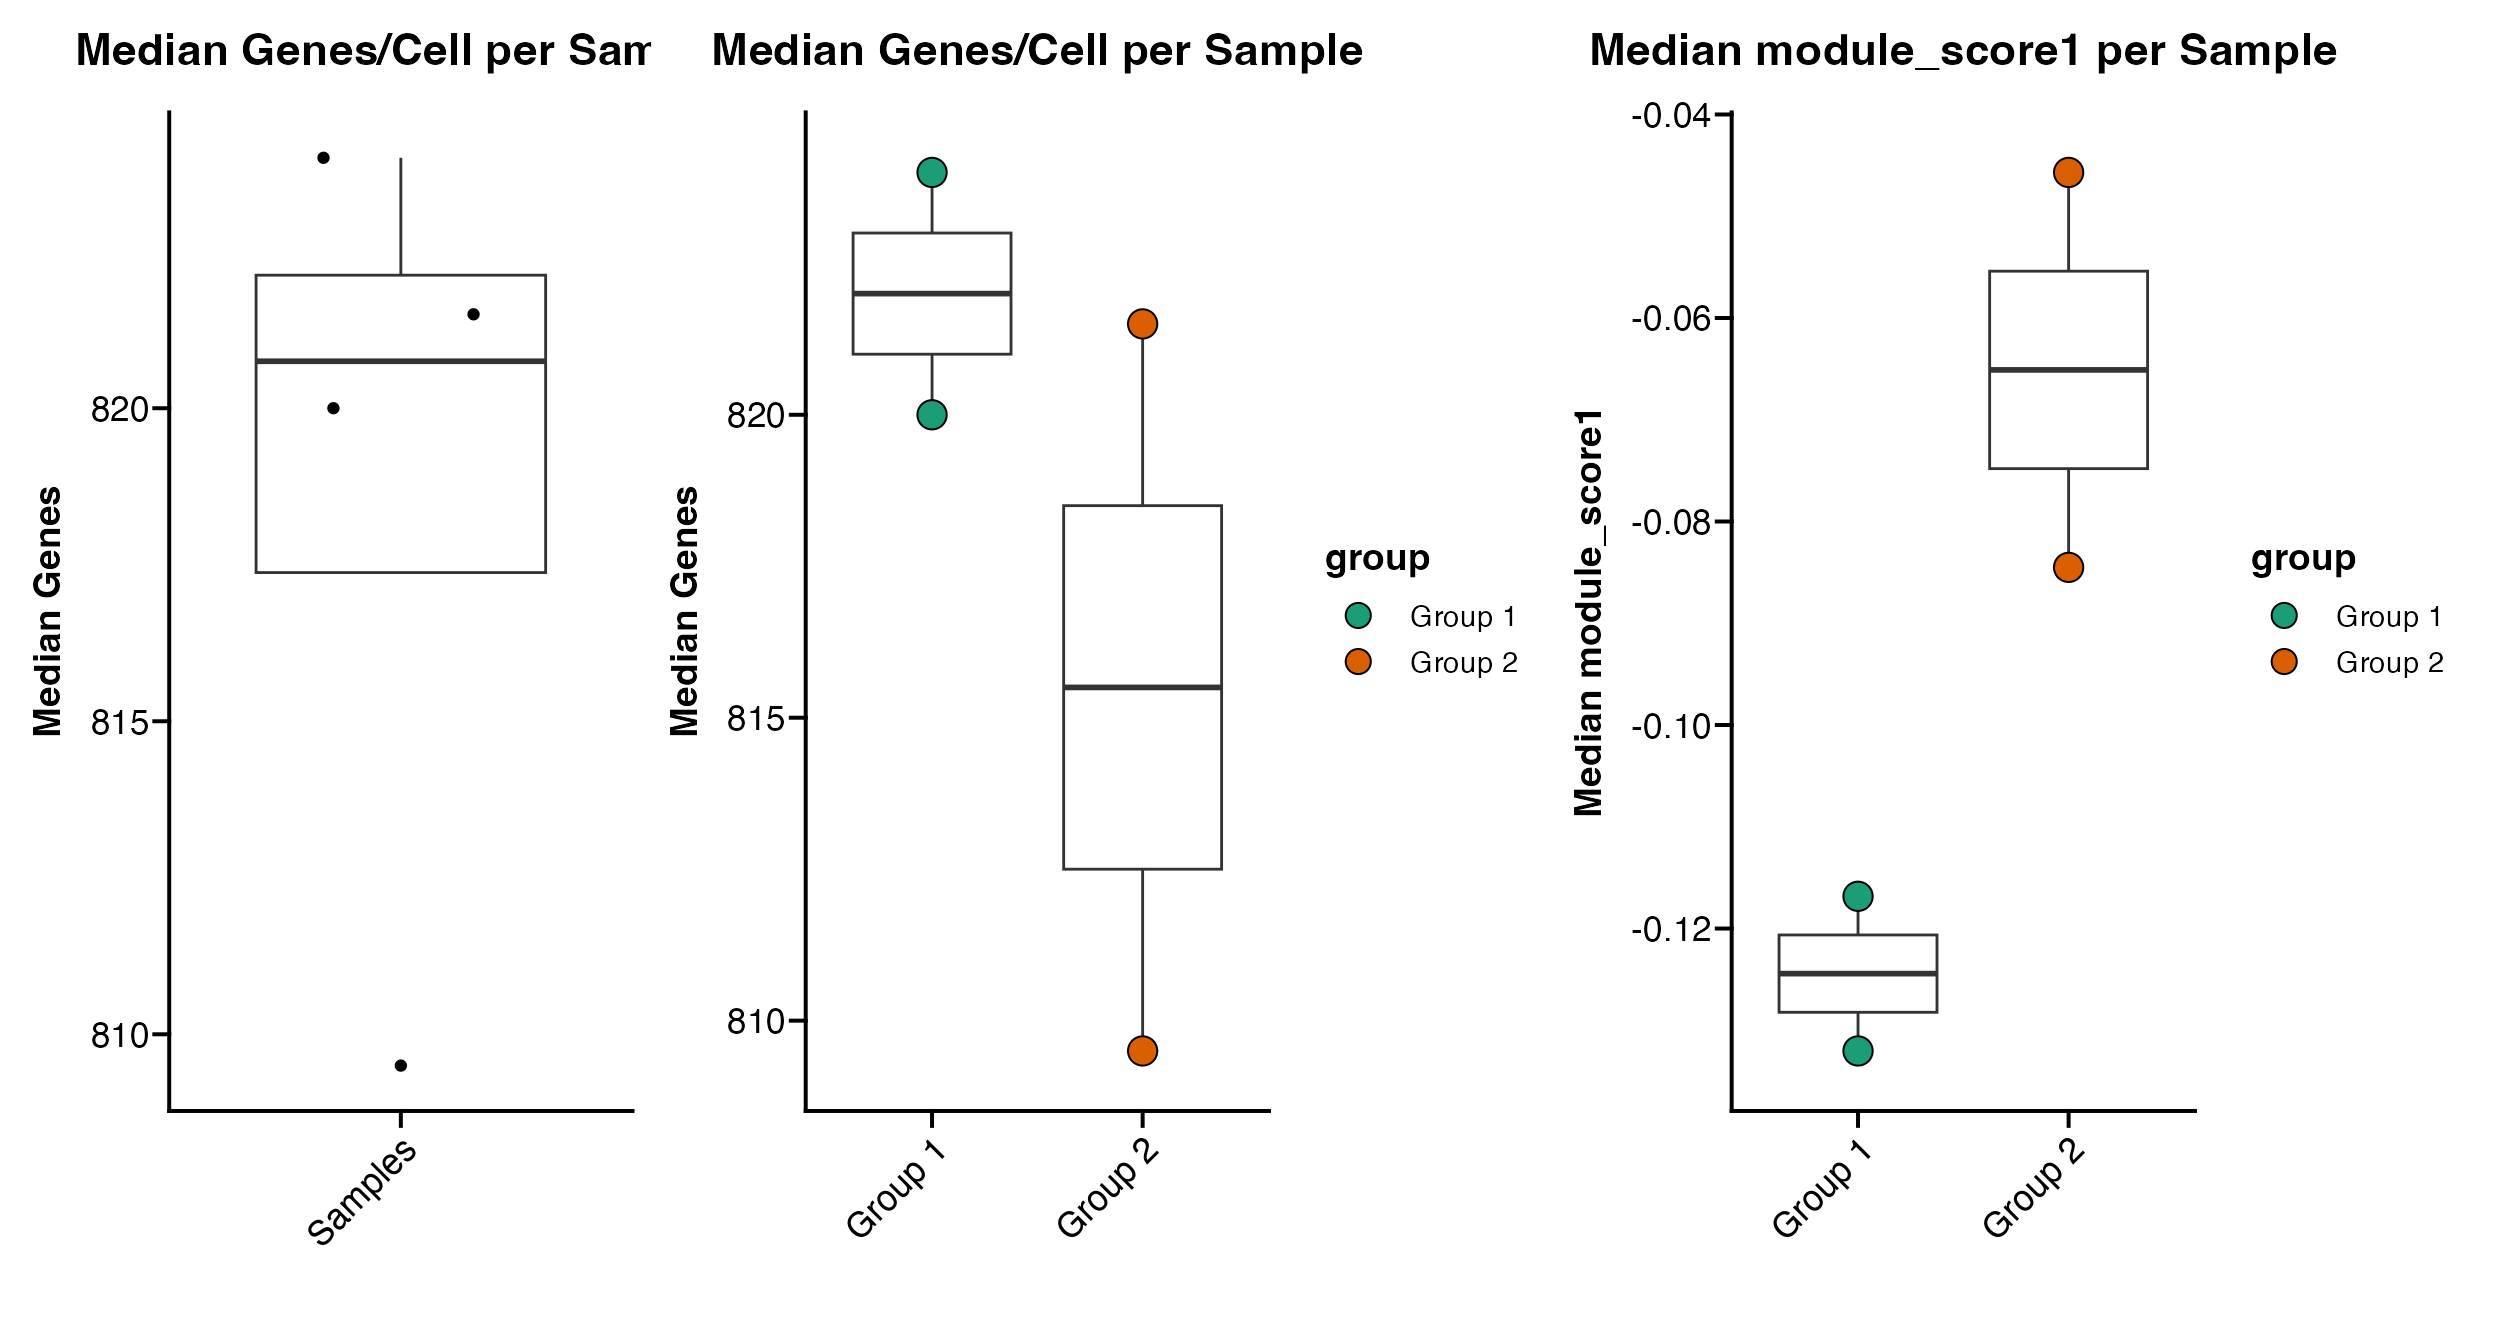 Median Genes/Cell per Sam
Median Genes
820
815
810
Samples
Median Genes/Cell per Sample
Median Genes
820
815
810
Group 1
Group 2
group
Group 1
Group 2
Median module_score1 per Sample
Median module_score1
-0.04
-0.06
-0.08
-0.10
-0.12
Group 1
Group 2
group
Group 1
Group 2